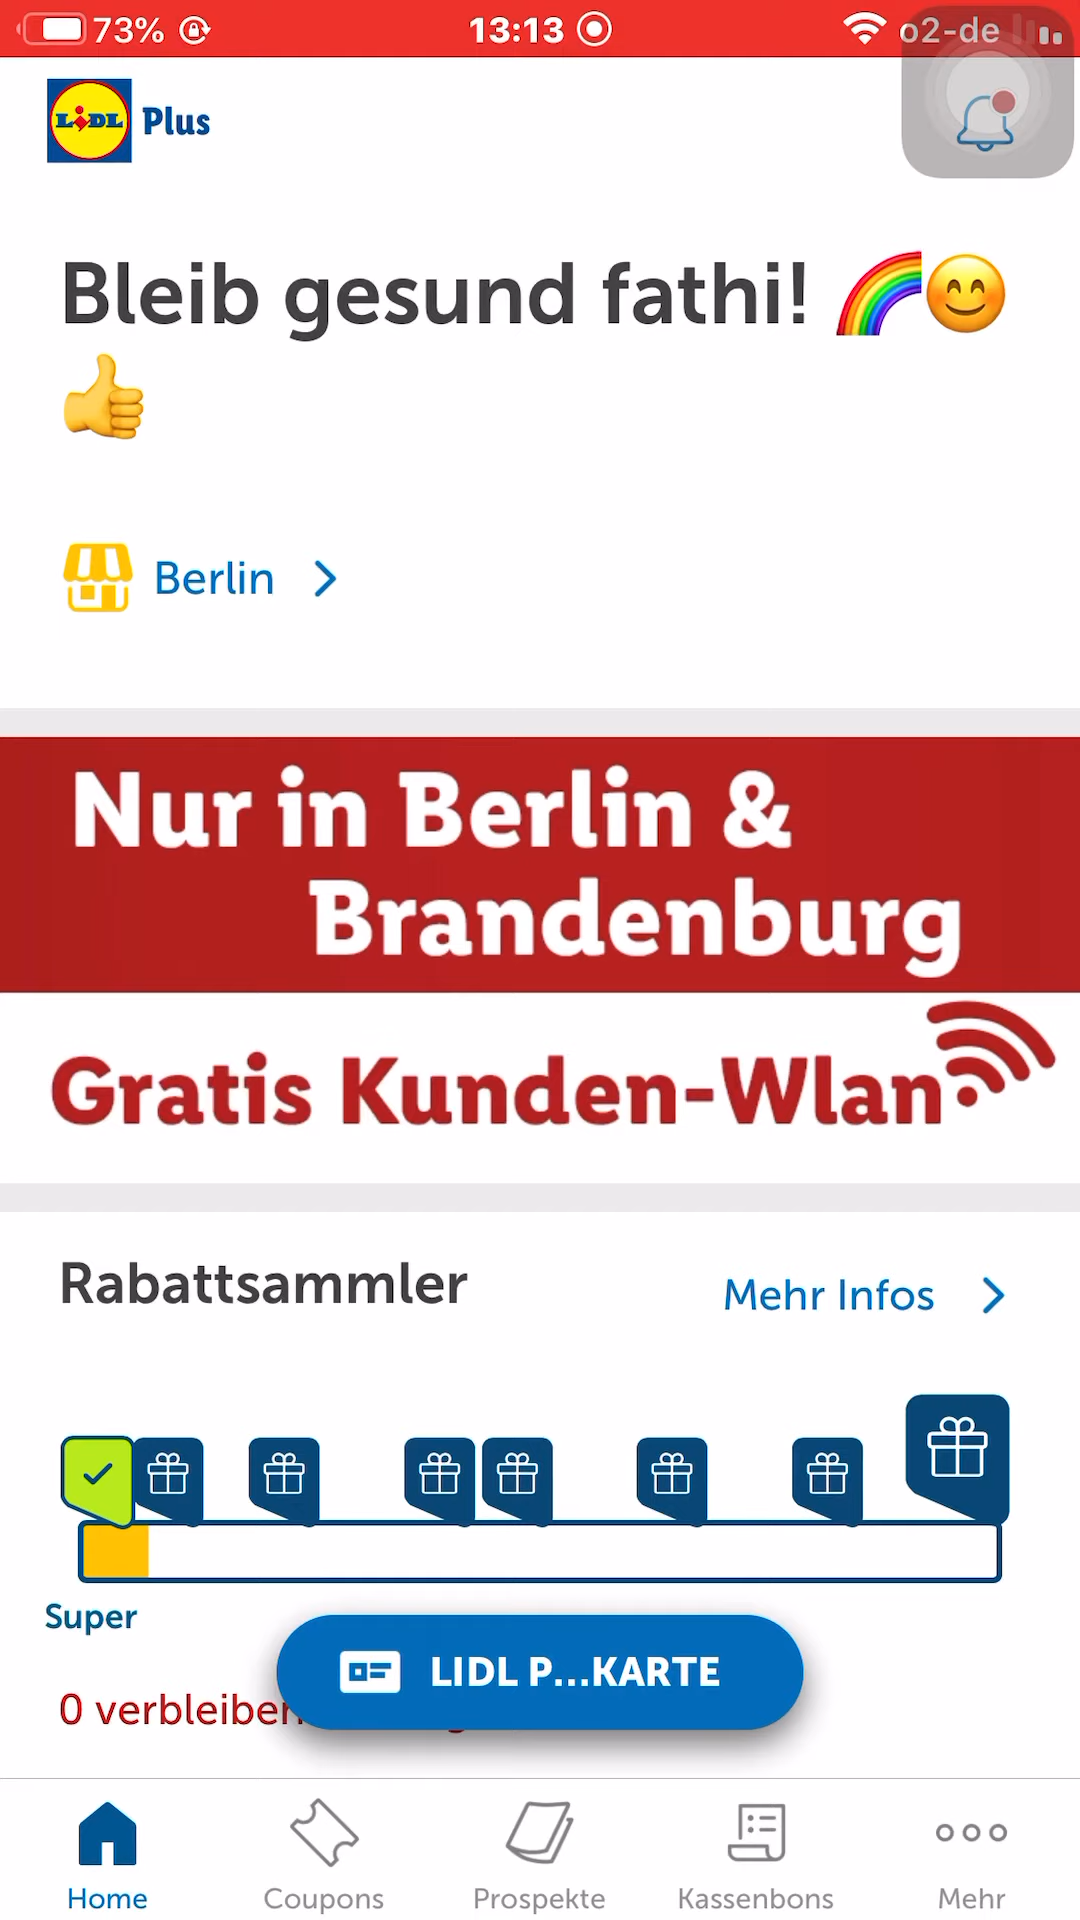 73% 13:13 o2-de
LIDL Plus
Bleib gesund fathi! 🌈😊
👍
Berlin
Nur in Berlin &
Brandenburg
Gratis Kunden-Wlan
Rabattsammler
Mehr Infos
Super
LIDL P...KARTE
0
Home Coupons Prospekte Kassenbons Mehr